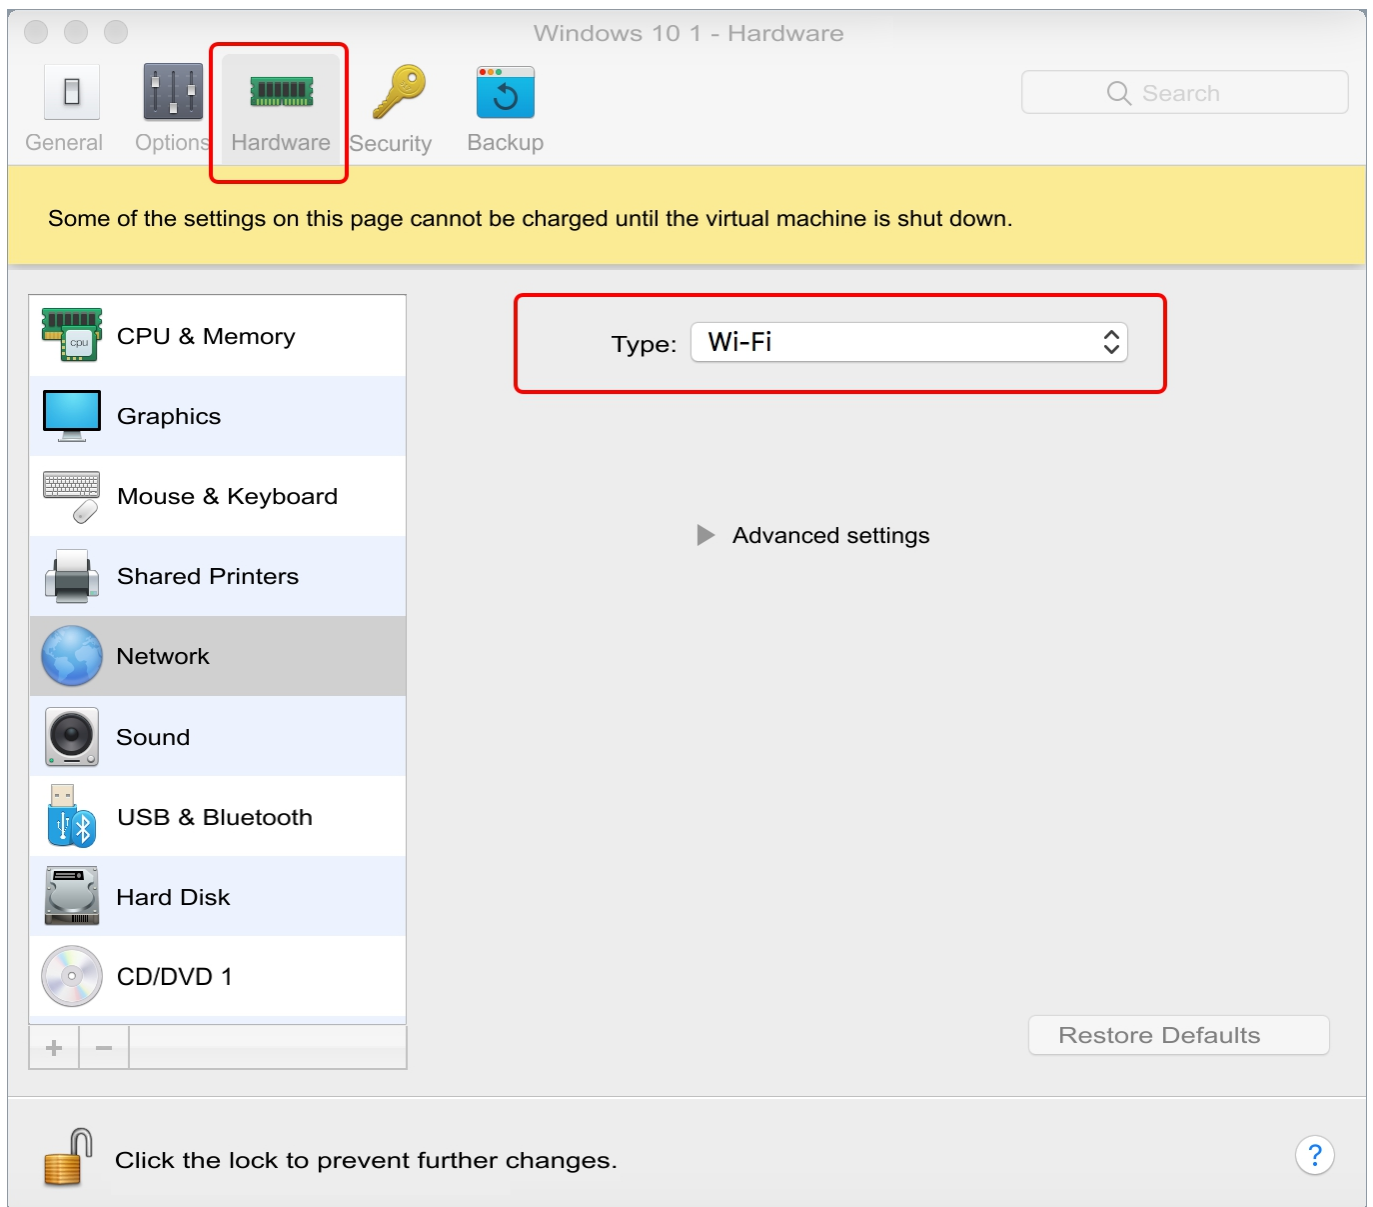 Windows 10 1 - Hardware
General
Options
Hardware
Security
Backup
Search
Some of the settings on this page cannot be charged until the virtual machine is shut down.
CPU & Memory
cpu
Graphics
Mouse & Keyboard
Shared Printers
Network
Sound
USB & Bluetooth
Hard Disk
CD/DVD 1
+ −
Type: Wi-Fi
Advanced settings
Restore Defaults
Click the lock to prevent further changes.
?